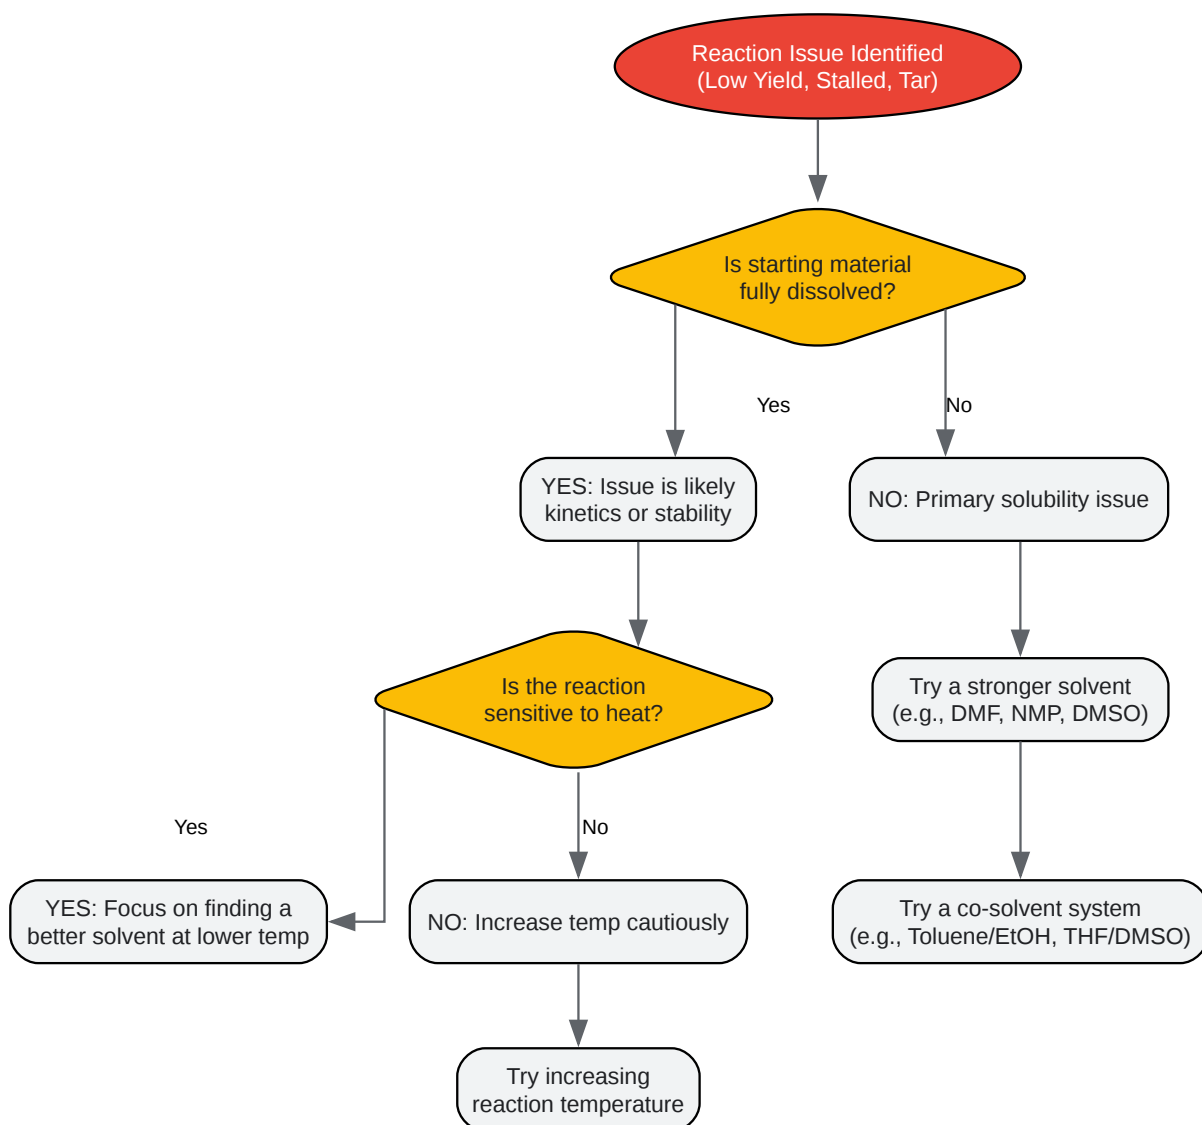 Reaction Issue Identified
(Low Yield, Stalled, Tar)
Is starting material
fully dissolved?
Yes
No
YES: Issue is likely
kinetics or stability
NO: Primary solubility issue
Is the reaction
sensitive to heat?
Try a stronger solvent
(e.g., DMF, NMP, DMSO)
Yes
No
YES: Focus on finding a
better solvent at lower temp
NO: Increase temp cautiously
Try a co-solvent system
(e.g., Toluene/EtOH, THF/DMSO)
Try increasing
reaction temperature